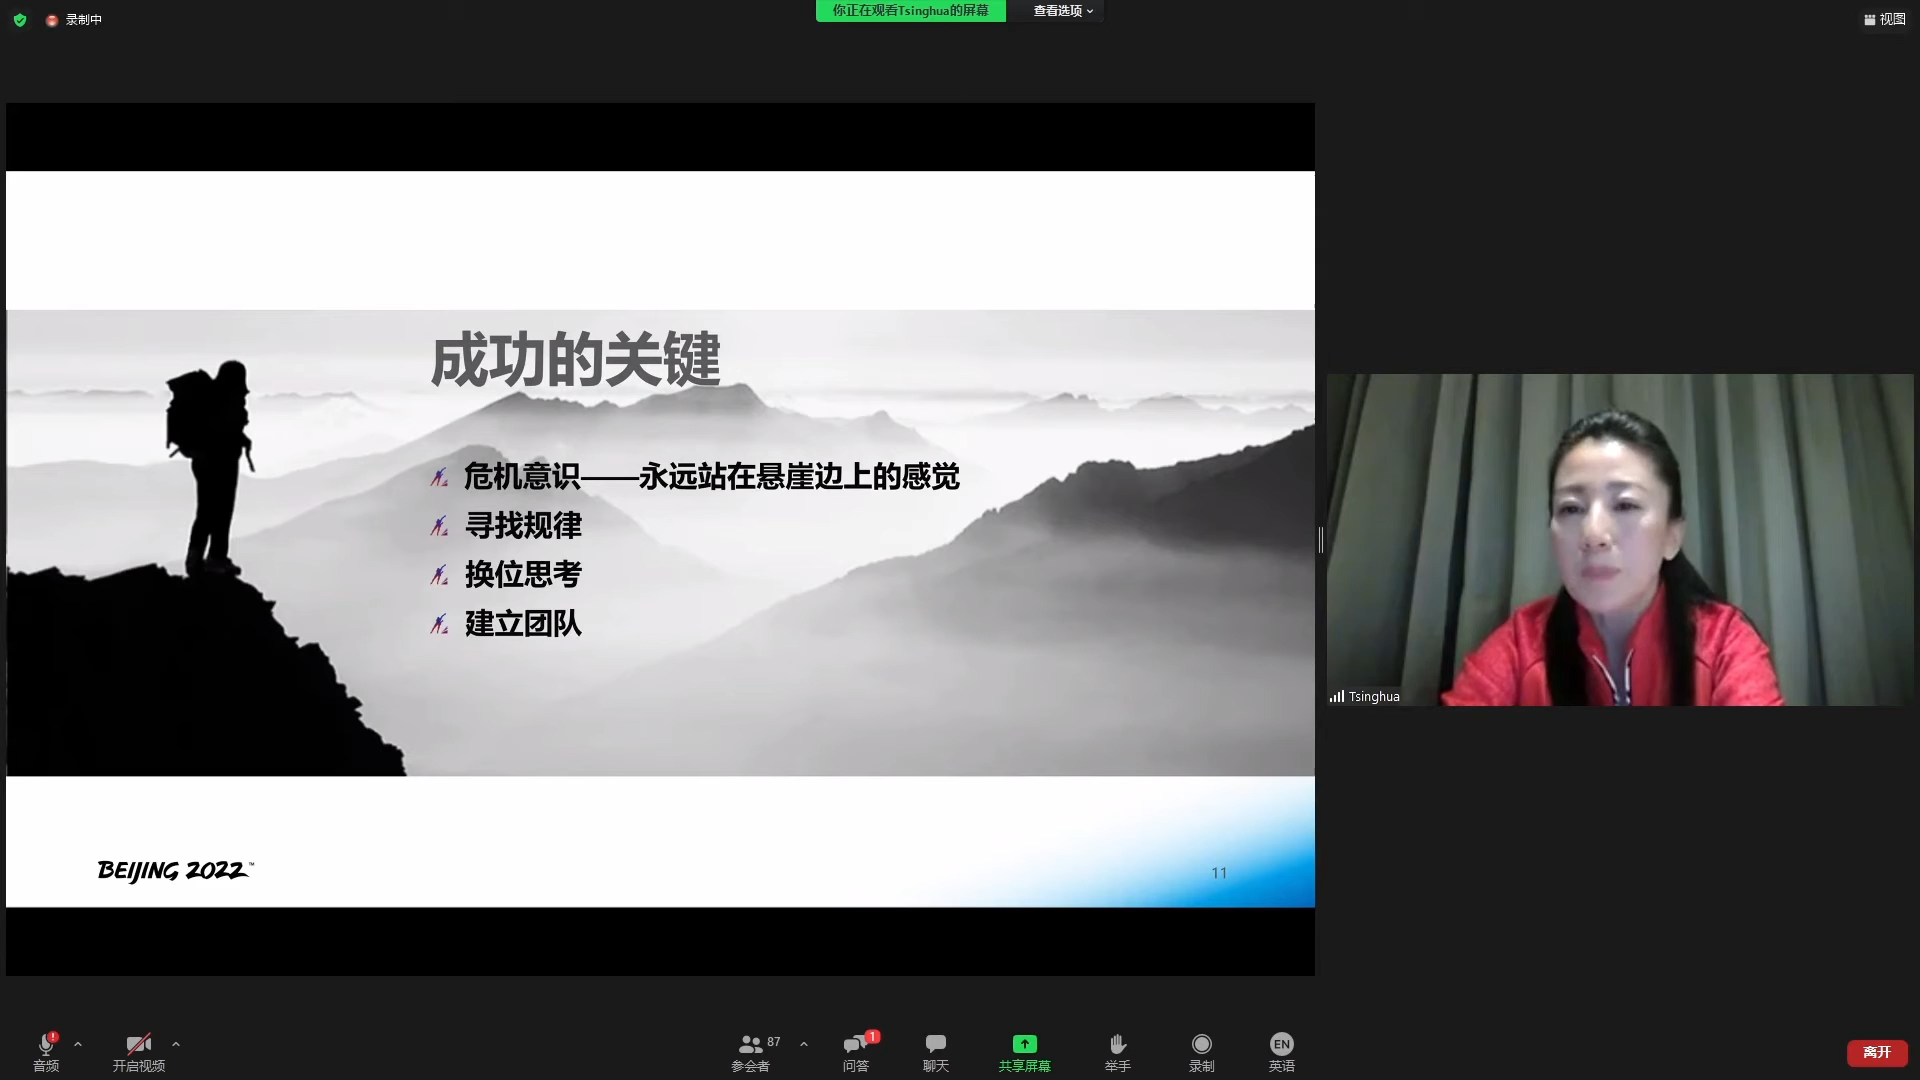 录制中
你正在观看Tsinghua的屏幕
查看选项
视图
成功的关键
危机意识——永远站在悬崖边上的感觉
寻找规律
换位思考
建立团队
BEIJING 2022™
11
Tsinghua
音频
开启视频
参会者
87
问答
1
聊天
共享屏幕
举手
录制
EN
英语
离开